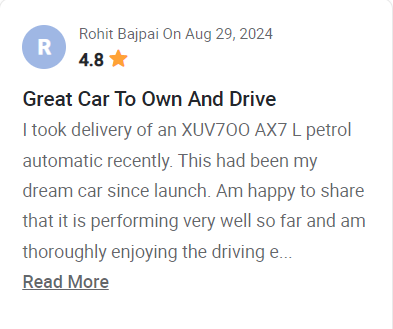 R
Rohit Bajpai On Aug 29, 2024
4.8
Great Car To Own And Drive
I took delivery of an XUV7OO AX7 L petrol
automatic recently. This had been my
dream car since launch. Am happy to share
that it is performing very well so far and am
thoroughly enjoying the driving e...
Read More